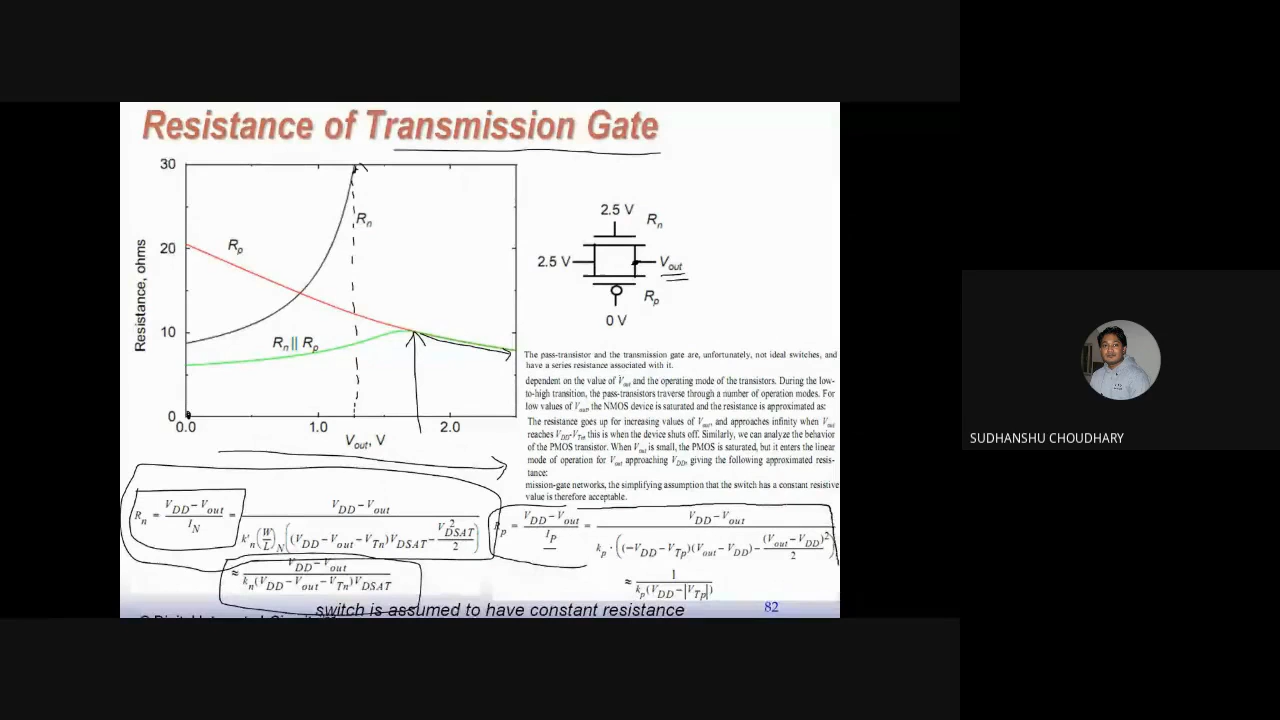 Resistance of Transmission Gate
30
20
10
0
Resistance, ohms
0.0
1.0
2.0
V_out, V
R_n
R_p
R_n || R_p
2.5 V
R_n
2.5 V
V_out
R_p
0 V
The pass-transistor and the transmission gate are, unfortunately, not ideal switches, and
have a series resistance associated with it.
dependent on the value of V_out and the operating mode of the transistors. During the low-
to-high transition, the pass-transistors traverse through a number of operation modes. For
low values of V_out, the NMOS device is saturated and the resistance is approximated as:
The resistance goes up for increasing values of V_out, and approaches infinity when V_out
reaches V_DD-V_Tn, this is when the device shuts off. Similarly, we can analyze the behavior
of the PMOS transistor. When V_out is small, the PMOS is saturated, but it enters the linear
mode of operation for V_out approaching V_DD, giving the following approximated resis-
tance:
mission-gate networks, the simplifying assumption that the switch has a constant resistive
value is therefore acceptable.
R_n = (V_DD – V_out) / I_N = (V_DD – V_out) / (k'_n (W/L)_N ((V_DD – V_out – V_Tn)V_DSAT – V_DSAT^2 / 2))
≈ (V_DD – V_out) / (k_n(V_DD – V_out – V_Tn)V_DSAT)
R_p = (V_DD – V_out) / I_P = (V_DD – V_out) / (k_p · ((–V_DD – V_Tp)(V_out – V_DD) – (V_out – V_DD)^2 / 2))
≈ 1 / (k_p(V_DD – |V_Tp|))
switch is assumed to have constant resistance
82
SUDHANSHU CHOUDHARY